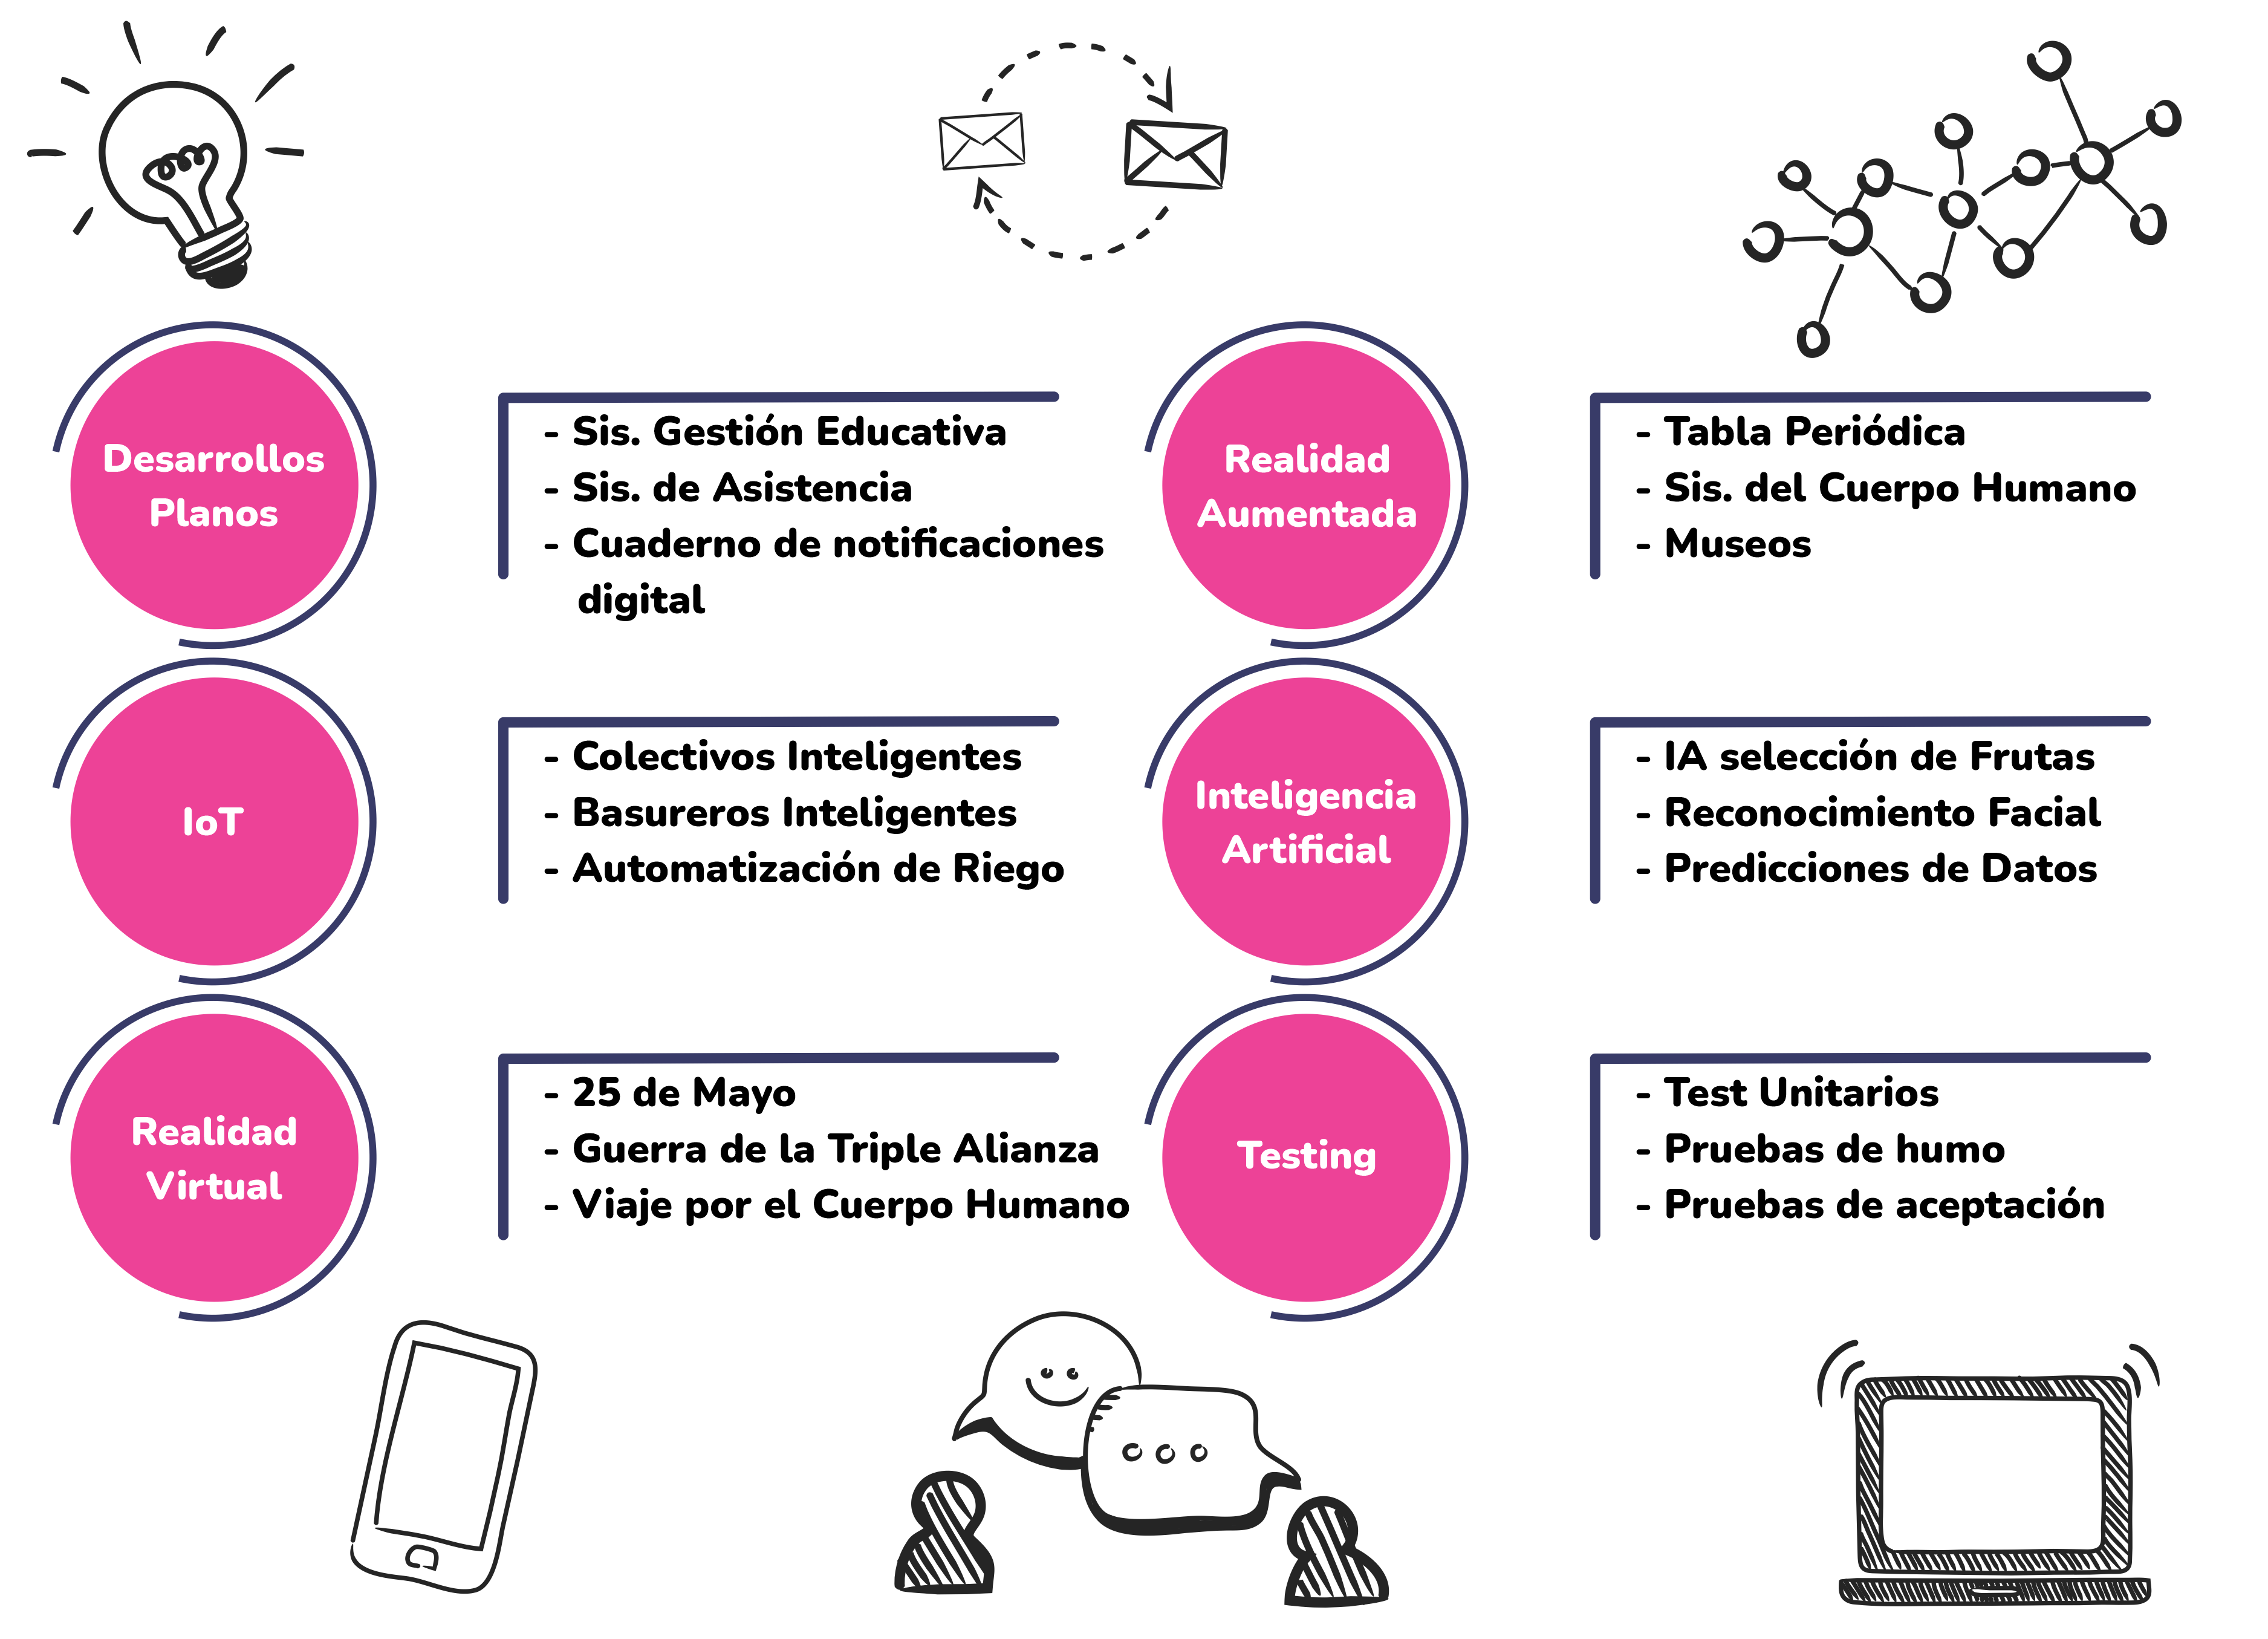 Desarrollos
Planos
- Sis. Gestión Educativa
- Sis. de Asistencia
- Cuaderno de notificaciones
digital
Realidad
Aumentada
- Tabla Periódica
- Sis. del Cuerpo Humano
- Museos
IoT
- Colectivos Inteligentes
- Basureros Inteligentes
- Automatización de Riego
Inteligencia
Artificial
- IA selección de Frutas
- Reconocimiento Facial
- Predicciones de Datos
Realidad
Virtual
- 25 de Mayo
- Guerra de la Triple Alianza
- Viaje por el Cuerpo Humano
Testing
- Test Unitarios
- Pruebas de humo
- Pruebas de aceptación